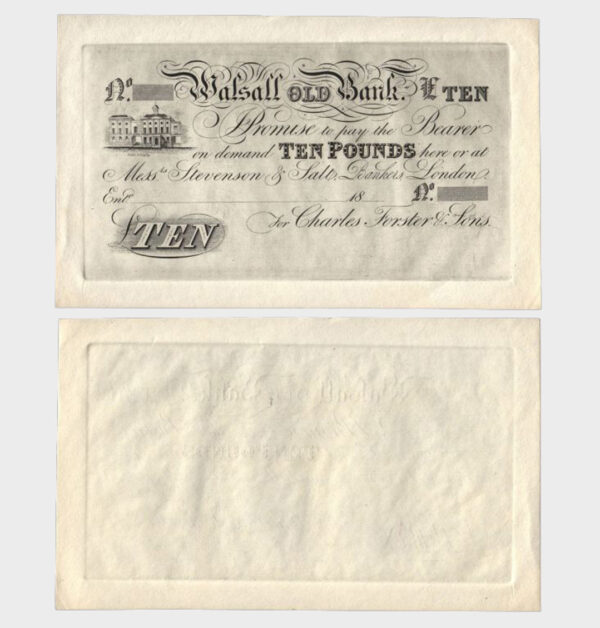 Nº Walsall OLD Bank. £ TEN
I Promise to pay the Bearer
on demand TEN POUNDS here or at
Mess.rs Stevenson & Salt, Bankers London
Entd 18 Nº
£TEN For Charles Forster & Sons.